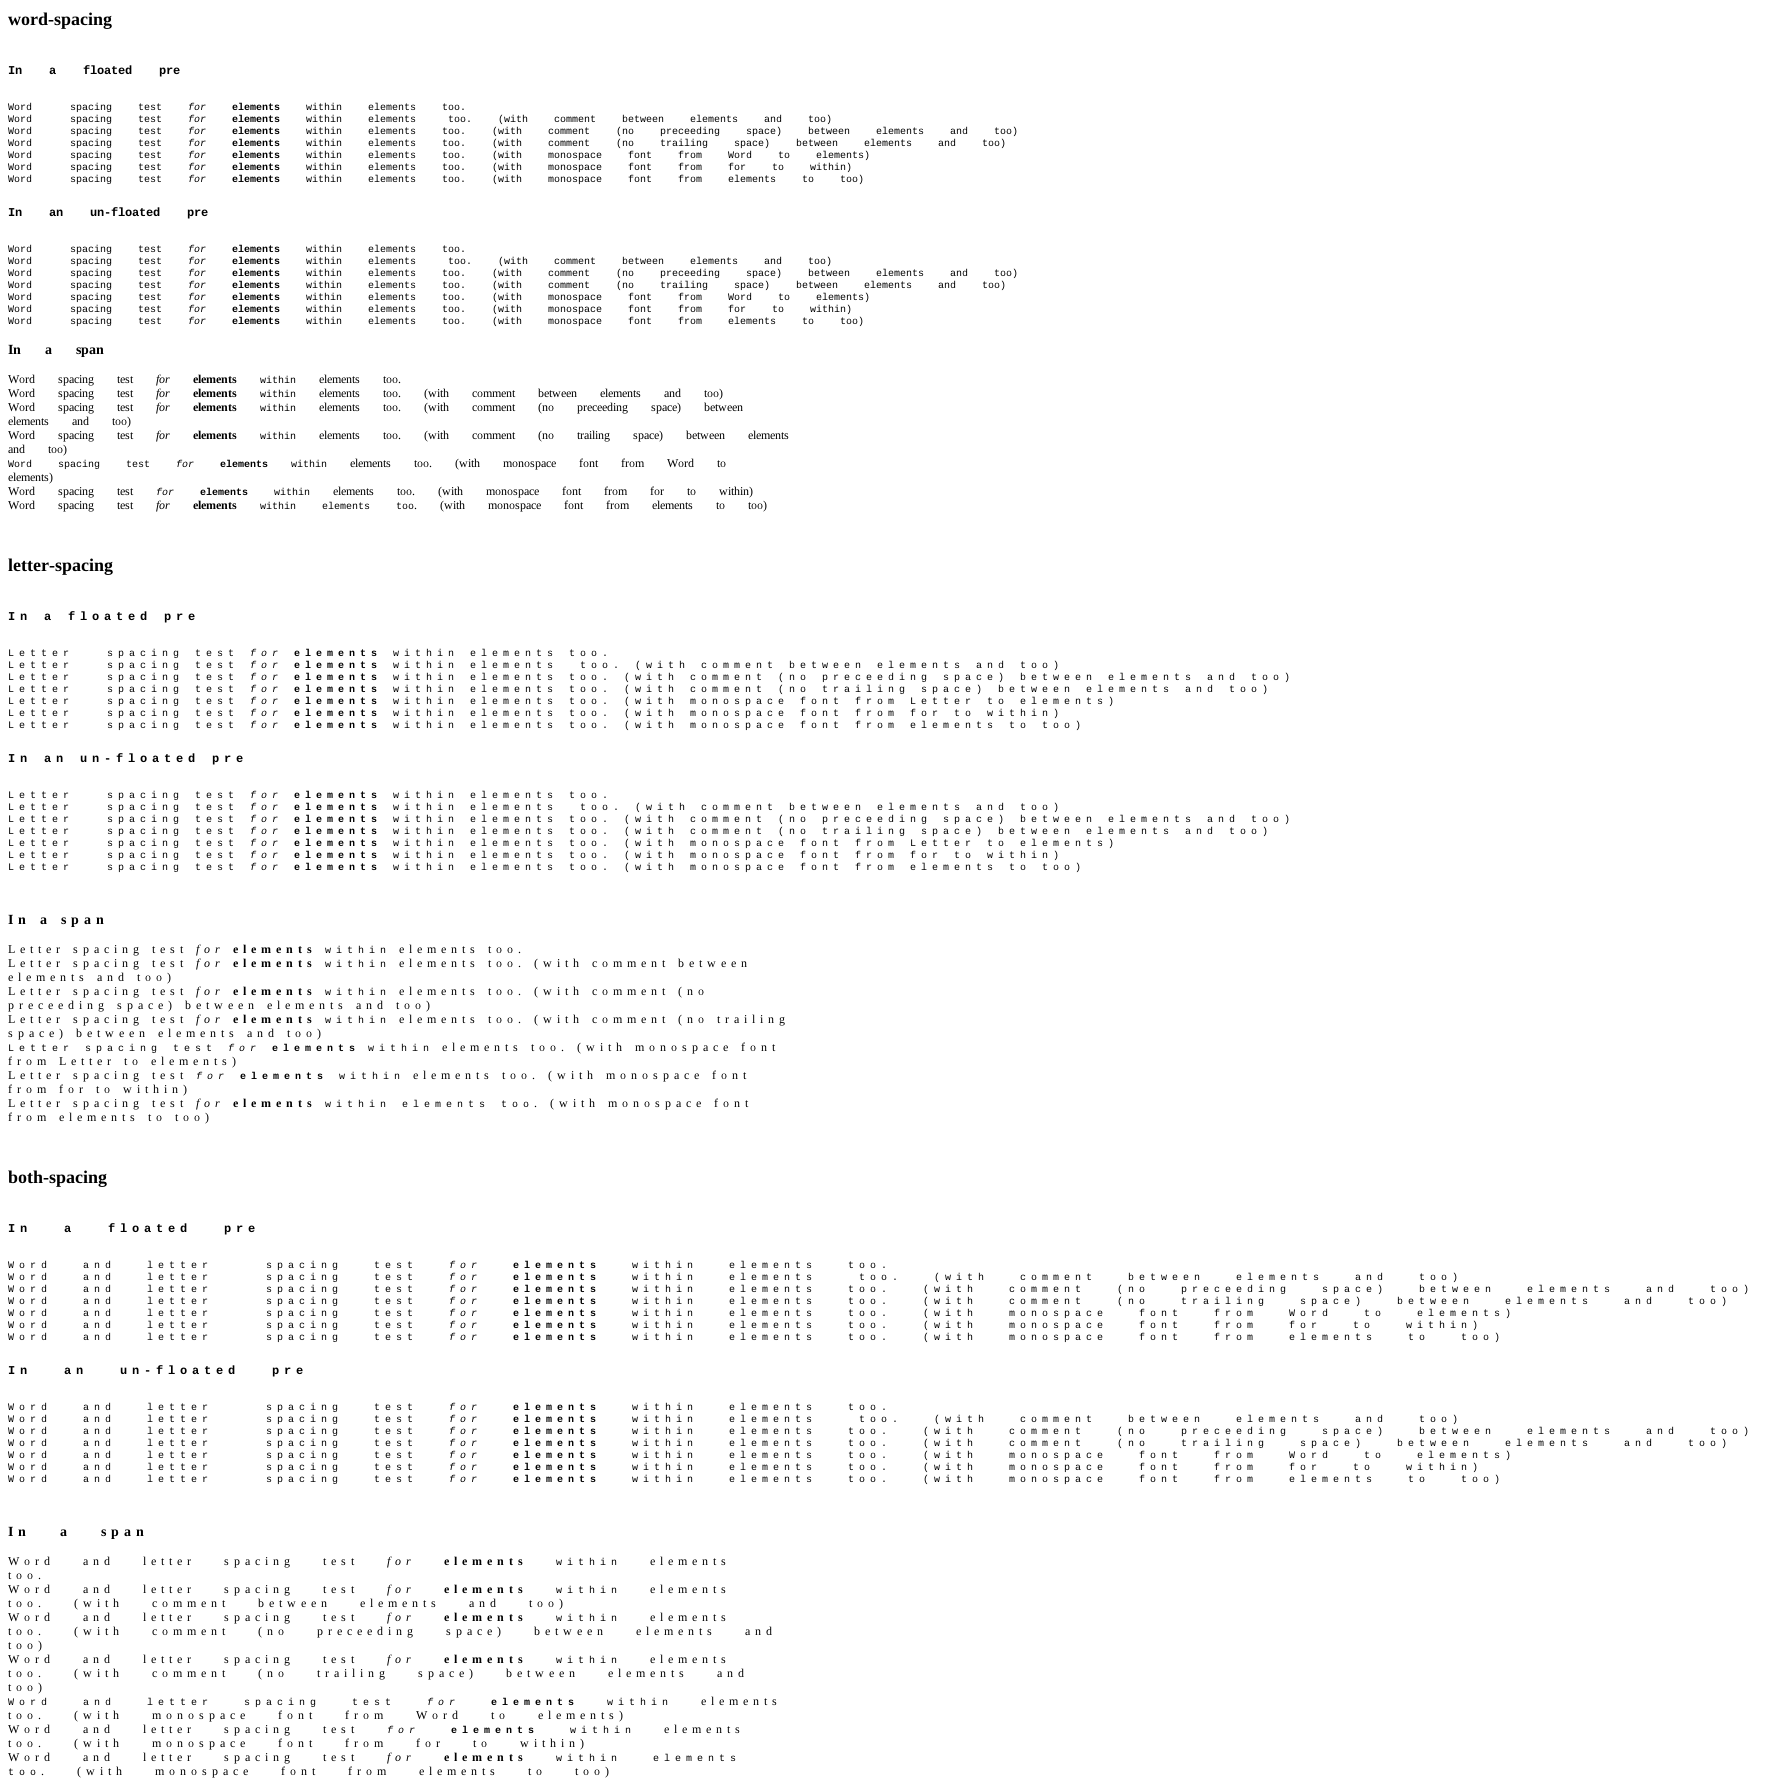 word-spacing
In a floated pre
Word spacing test for elements within elements too.
Word spacing test for elements within elements too. (with comment between elements and too)
Word spacing test for elements within elements too. (with comment (no preceeding space) between elements and too)
Word spacing test for elements within elements too. (with comment (no trailing space) between elements and too)
Word spacing test for elements within elements too. (with monospace font from Word to elements)
Word spacing test for elements within elements too. (with monospace font from for to within)
Word spacing test for elements within elements too. (with monospace font from elements to too)
In an un-floated pre
Word spacing test for elements within elements too.
Word spacing test for elements within elements too. (with comment between elements and too)
Word spacing test for elements within elements too. (with comment (no preceeding space) between elements and too)
Word spacing test for elements within elements too. (with comment (no trailing space) between elements and too)
Word spacing test for elements within elements too. (with monospace font from Word to elements)
Word spacing test for elements within elements too. (with monospace font from for to within)
Word spacing test for elements within elements too. (with monospace font from elements to too)
In a span
Word spacing test for elements within elements too.
Word spacing test for elements within elements too. (with comment between elements and too)
Word spacing test for elements within elements too. (with comment (no preceeding space) between
elements and too)
Word spacing test for elements within elements too. (with comment (no trailing space) between elements
and too)
Word spacing test for elements within elements too. (with monospace font from Word to
elements)
Word spacing test for elements within elements too. (with monospace font from for to within)
Word spacing test for elements within elements too. (with monospace font from elements to too)
letter-spacing
In a floated pre
Letter spacing test for elements within elements too.
Letter spacing test for elements within elements too. (with comment between elements and too)
Letter spacing test for elements within elements too. (with comment (no preceeding space) between elements and too)
Letter spacing test for elements within elements too. (with comment (no trailing space) between elements and too)
Letter spacing test for elements within elements too. (with monospace font from Letter to elements)
Letter spacing test for elements within elements too. (with monospace font from for to within)
Letter spacing test for elements within elements too. (with monospace font from elements to too)
In an un-floated pre
Letter spacing test for elements within elements too.
Letter spacing test for elements within elements too. (with comment between elements and too)
Letter spacing test for elements within elements too. (with comment (no preceeding space) between elements and too)
Letter spacing test for elements within elements too. (with comment (no trailing space) between elements and too)
Letter spacing test for elements within elements too. (with monospace font from Letter to elements)
Letter spacing test for elements within elements too. (with monospace font from for to within)
Letter spacing test for elements within elements too. (with monospace font from elements to too)
In a span
Letter spacing test for elements within elements too.
Letter spacing test for elements within elements too. (with comment between
elements and too)
Letter spacing test for elements within elements too. (with comment (no
preceeding space) between elements and too)
Letter spacing test for elements within elements too. (with comment (no trailing
space) between elements and too)
Letter spacing test for elements within elements too. (with monospace font
from Letter to elements)
Letter spacing test for elements within elements too. (with monospace font
from for to within)
Letter spacing test for elements within elements too. (with monospace font
from elements to too)
both-spacing
In a floated pre
Word and letter spacing test for elements within elements too.
Word and letter spacing test for elements within elements too. (with comment between elements and too)
Word and letter spacing test for elements within elements too. (with comment (no preceeding space) between elements and too)
Word and letter spacing test for elements within elements too. (with comment (no trailing space) between elements and too)
Word and letter spacing test for elements within elements too. (with monospace font from Word to elements)
Word and letter spacing test for elements within elements too. (with monospace font from for to within)
Word and letter spacing test for elements within elements too. (with monospace font from elements to too)
In an un-floated pre
Word and letter spacing test for elements within elements too.
Word and letter spacing test for elements within elements too. (with comment between elements and too)
Word and letter spacing test for elements within elements too. (with comment (no preceeding space) between elements and too)
Word and letter spacing test for elements within elements too. (with comment (no trailing space) between elements and too)
Word and letter spacing test for elements within elements too. (with monospace font from Word to elements)
Word and letter spacing test for elements within elements too. (with monospace font from for to within)
Word and letter spacing test for elements within elements too. (with monospace font from elements to too)
In a span
Word and letter spacing test for elements within elements
too.
Word and letter spacing test for elements within elements
too. (with comment between elements and too)
Word and letter spacing test for elements within elements
too. (with comment (no preceeding space) between elements and
too)
Word and letter spacing test for elements within elements
too. (with comment (no trailing space) between elements and
too)
Word and letter spacing test for elements within elements
too. (with monospace font from Word to elements)
Word and letter spacing test for elements within elements
too. (with monospace font from for to within)
Word and letter spacing test for elements within elements
too. (with monospace font from elements to too)